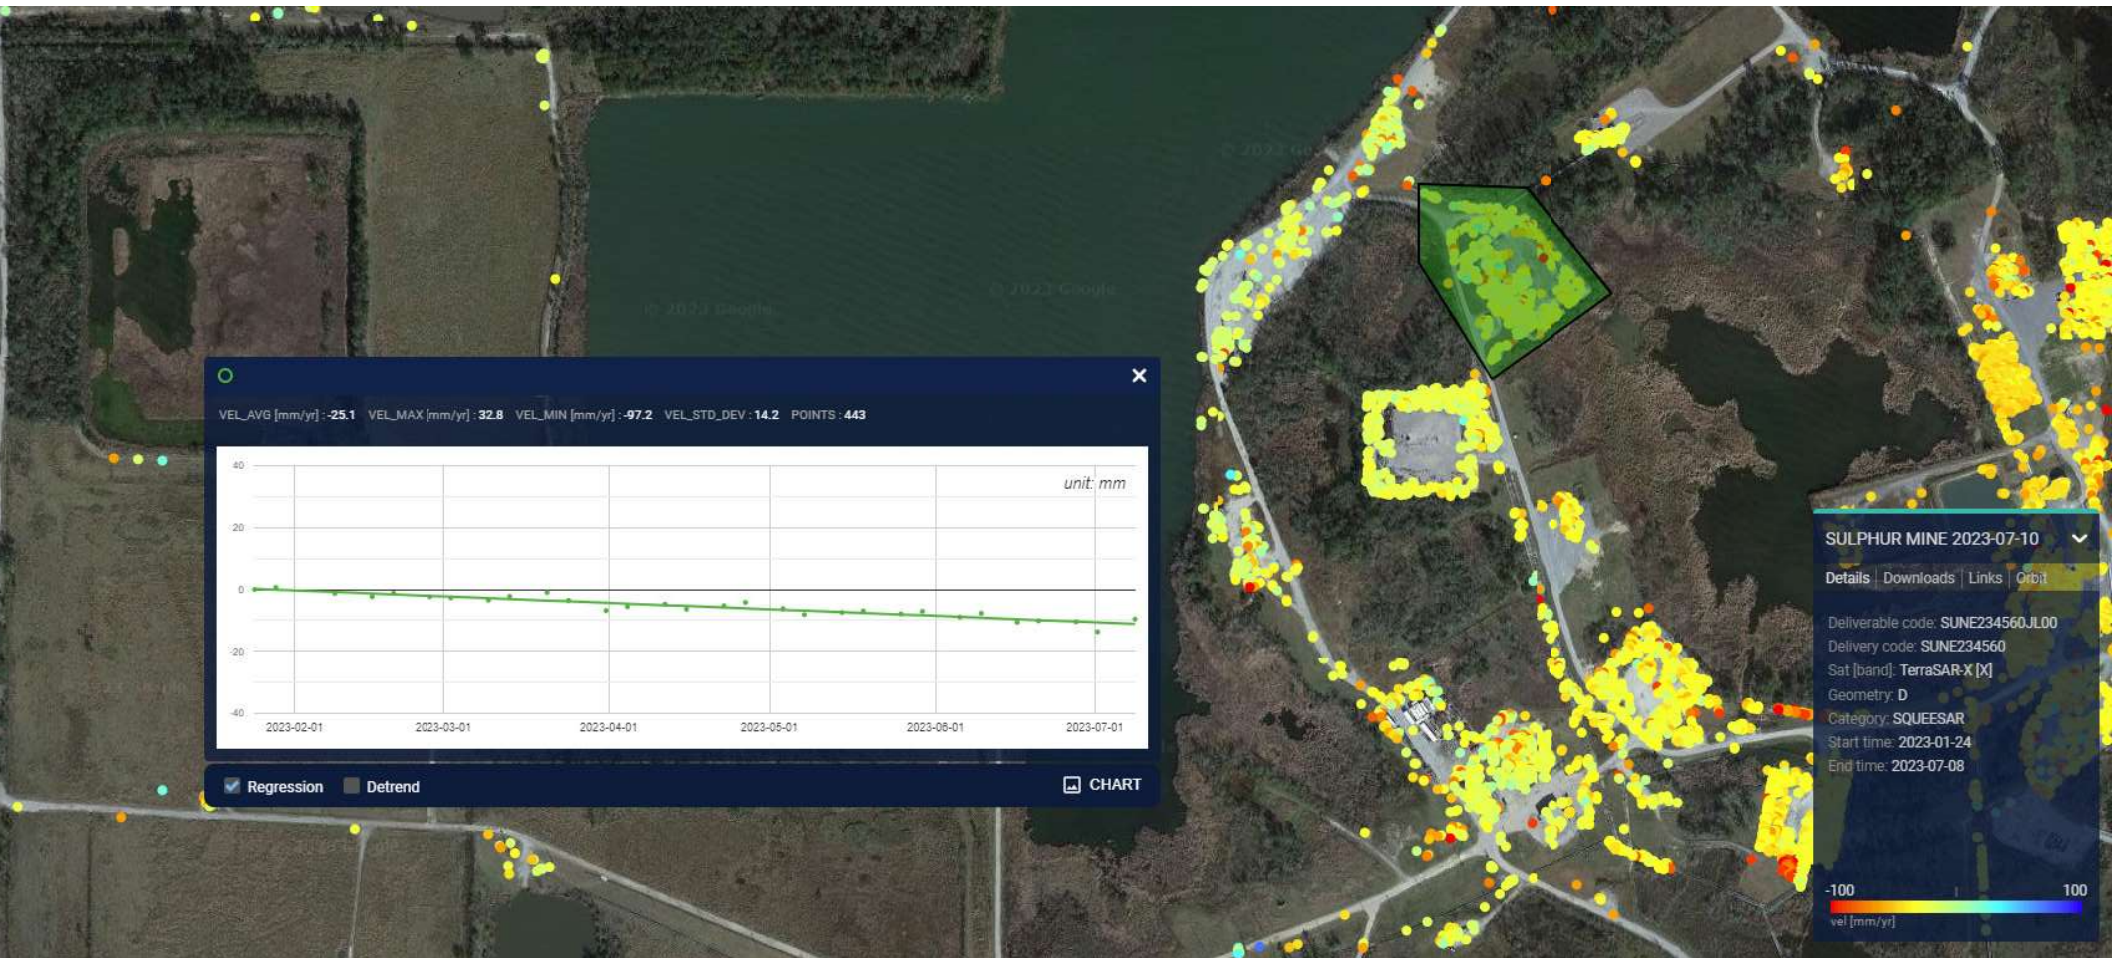 © 2023 Google
© 2023 Google
VEL_AVG [mm/yr] : -25.1 VEL_MAX [mm/yr] : 32.8 VEL_MIN [mm/yr] : -97.2 VEL_STD_DEV : 14.2 POINTS : 443
unit: mm
40
20
0
-20
-40
2023-02-01 2023-03-01 2023-04-01 2023-05-01 2023-06-01 2023-07-01
Regression Detrend CHART
SULPHUR MINE 2023-07-10
Details Downloads Links Orbit
Deliverable code: SUNE234560JL00
Delivery code: SUNE234560
Sat [band]: TerraSAR-X [X]
Geometry: D
Category: SQUEESAR
Start time: 2023-01-24
End time: 2023-07-08
-100 100
vel [mm/yr]